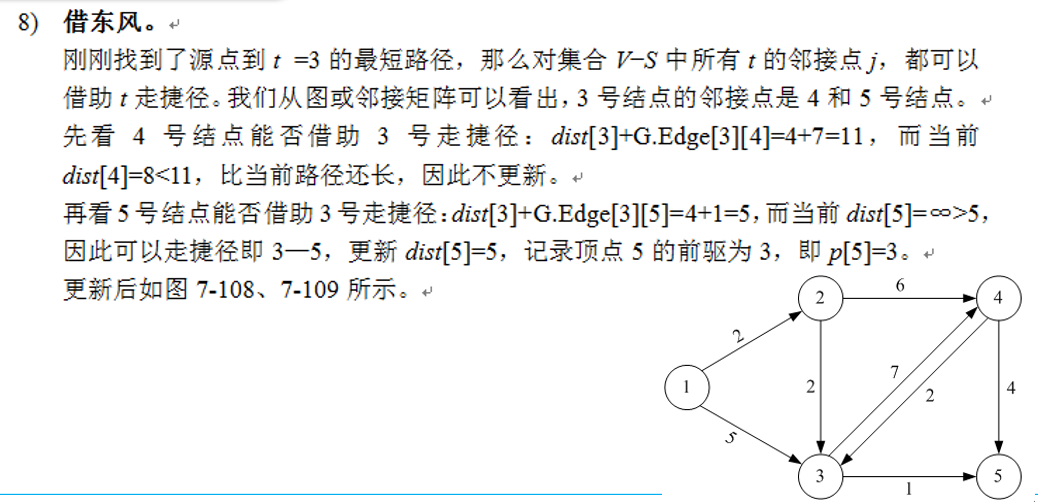 8) 借东风。
刚刚找到了源点到 t =3 的最短路径，那么对集合 V−S 中所有 t 的邻接点 j，都可以
借助 t 走捷径。我们从图或邻接矩阵可以看出，3 号结点的邻接点是 4 和 5 号结点。
先看 4 号结点能否借助 3 号走捷径：dist[3]+G.Edge[3][4]=4+7=11，而当前
dist[4]=8<11，比当前路径还长，因此不更新。
再看 5 号结点能否借助 3 号走捷径：dist[3]+G.Edge[3][5]=4+1=5，而当前 dist[5]=∞>5，
因此可以走捷径即 3—5，更新 dist[5]=5，记录顶点 5 的前驱为 3，即 p[5]=3。
更新后如图 7-108、7-109 所示。
2
6
4
2
1
7
2
2
4
5
3
1
5